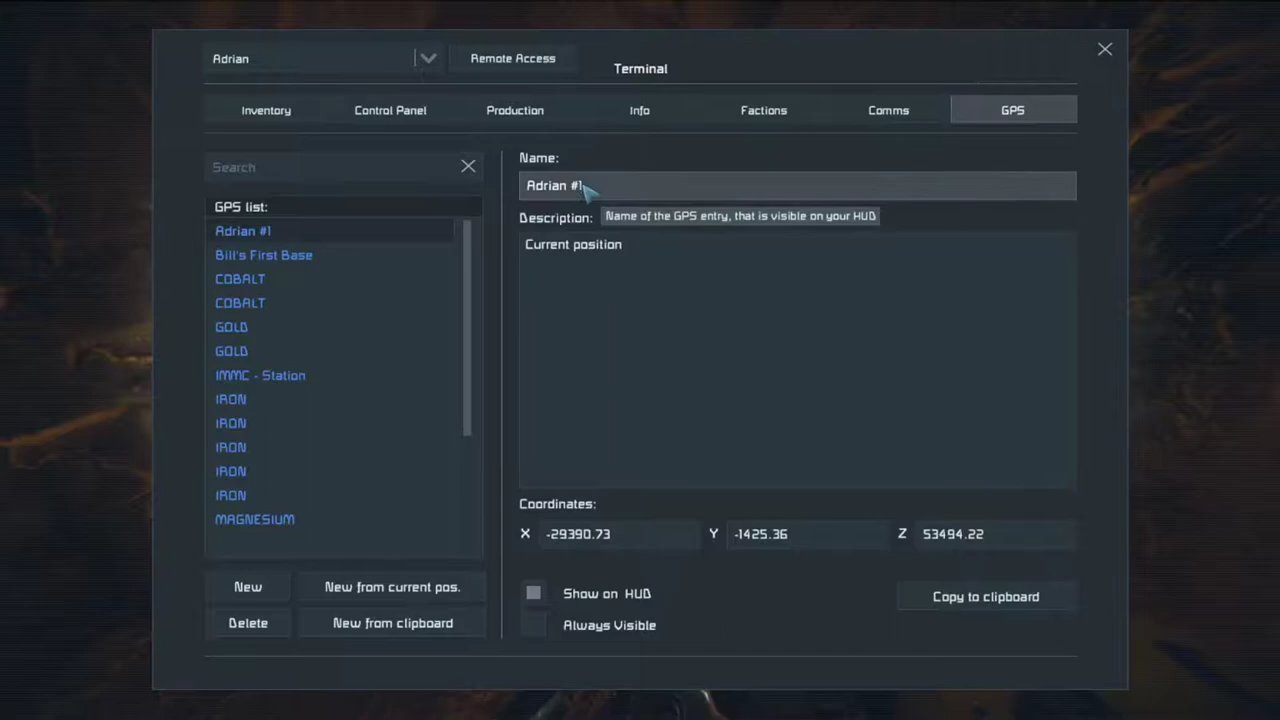 Adrian
Remote Access
Terminal
Inventory
Control Panel
Production
Info
Factions
Comms
GPS
Search
GPS list:
Adrian #1
Bill's First Base
COBALT
COBALT
GOLD
GOLD
IMMC - Station
IRON
IRON
IRON
IRON
IRON
MAGNESIUM
New
New from current pos.
Delete
New from clipboard
Name:
Adrian #1
Description:
Name of the GPS entry, that is visible on your HUD
Current position
Coordinates:
X -29390.73 Y -1425.36 Z 53494.22
Show on HUD
Always Visible
Copy to clipboard